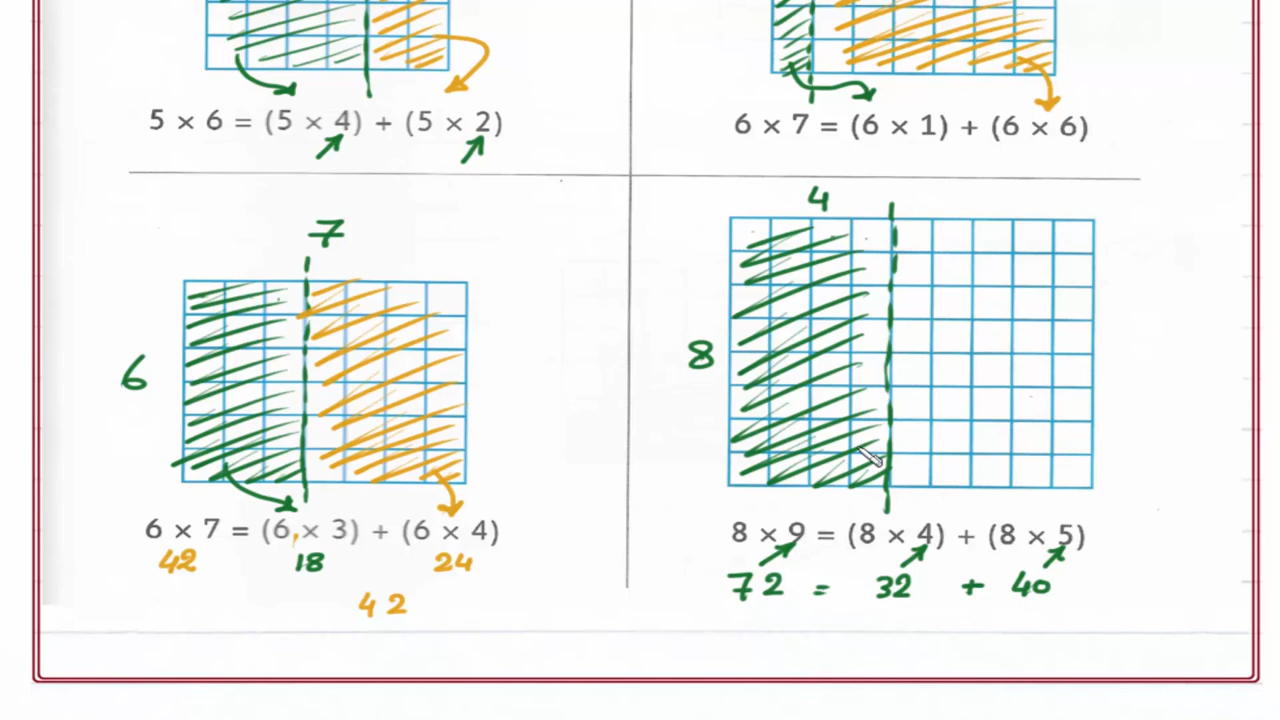 5 × 6 = (5 × 4) + (5 × 2)
6 × 7 = (6 × 1) + (6 × 6)
7
6
6 × 7 = (6 × 3) + (6 × 4)
42 18 24
42
4
8
8 × 9 = (8 × 4) + (8 × 5)
72 = 32 + 40